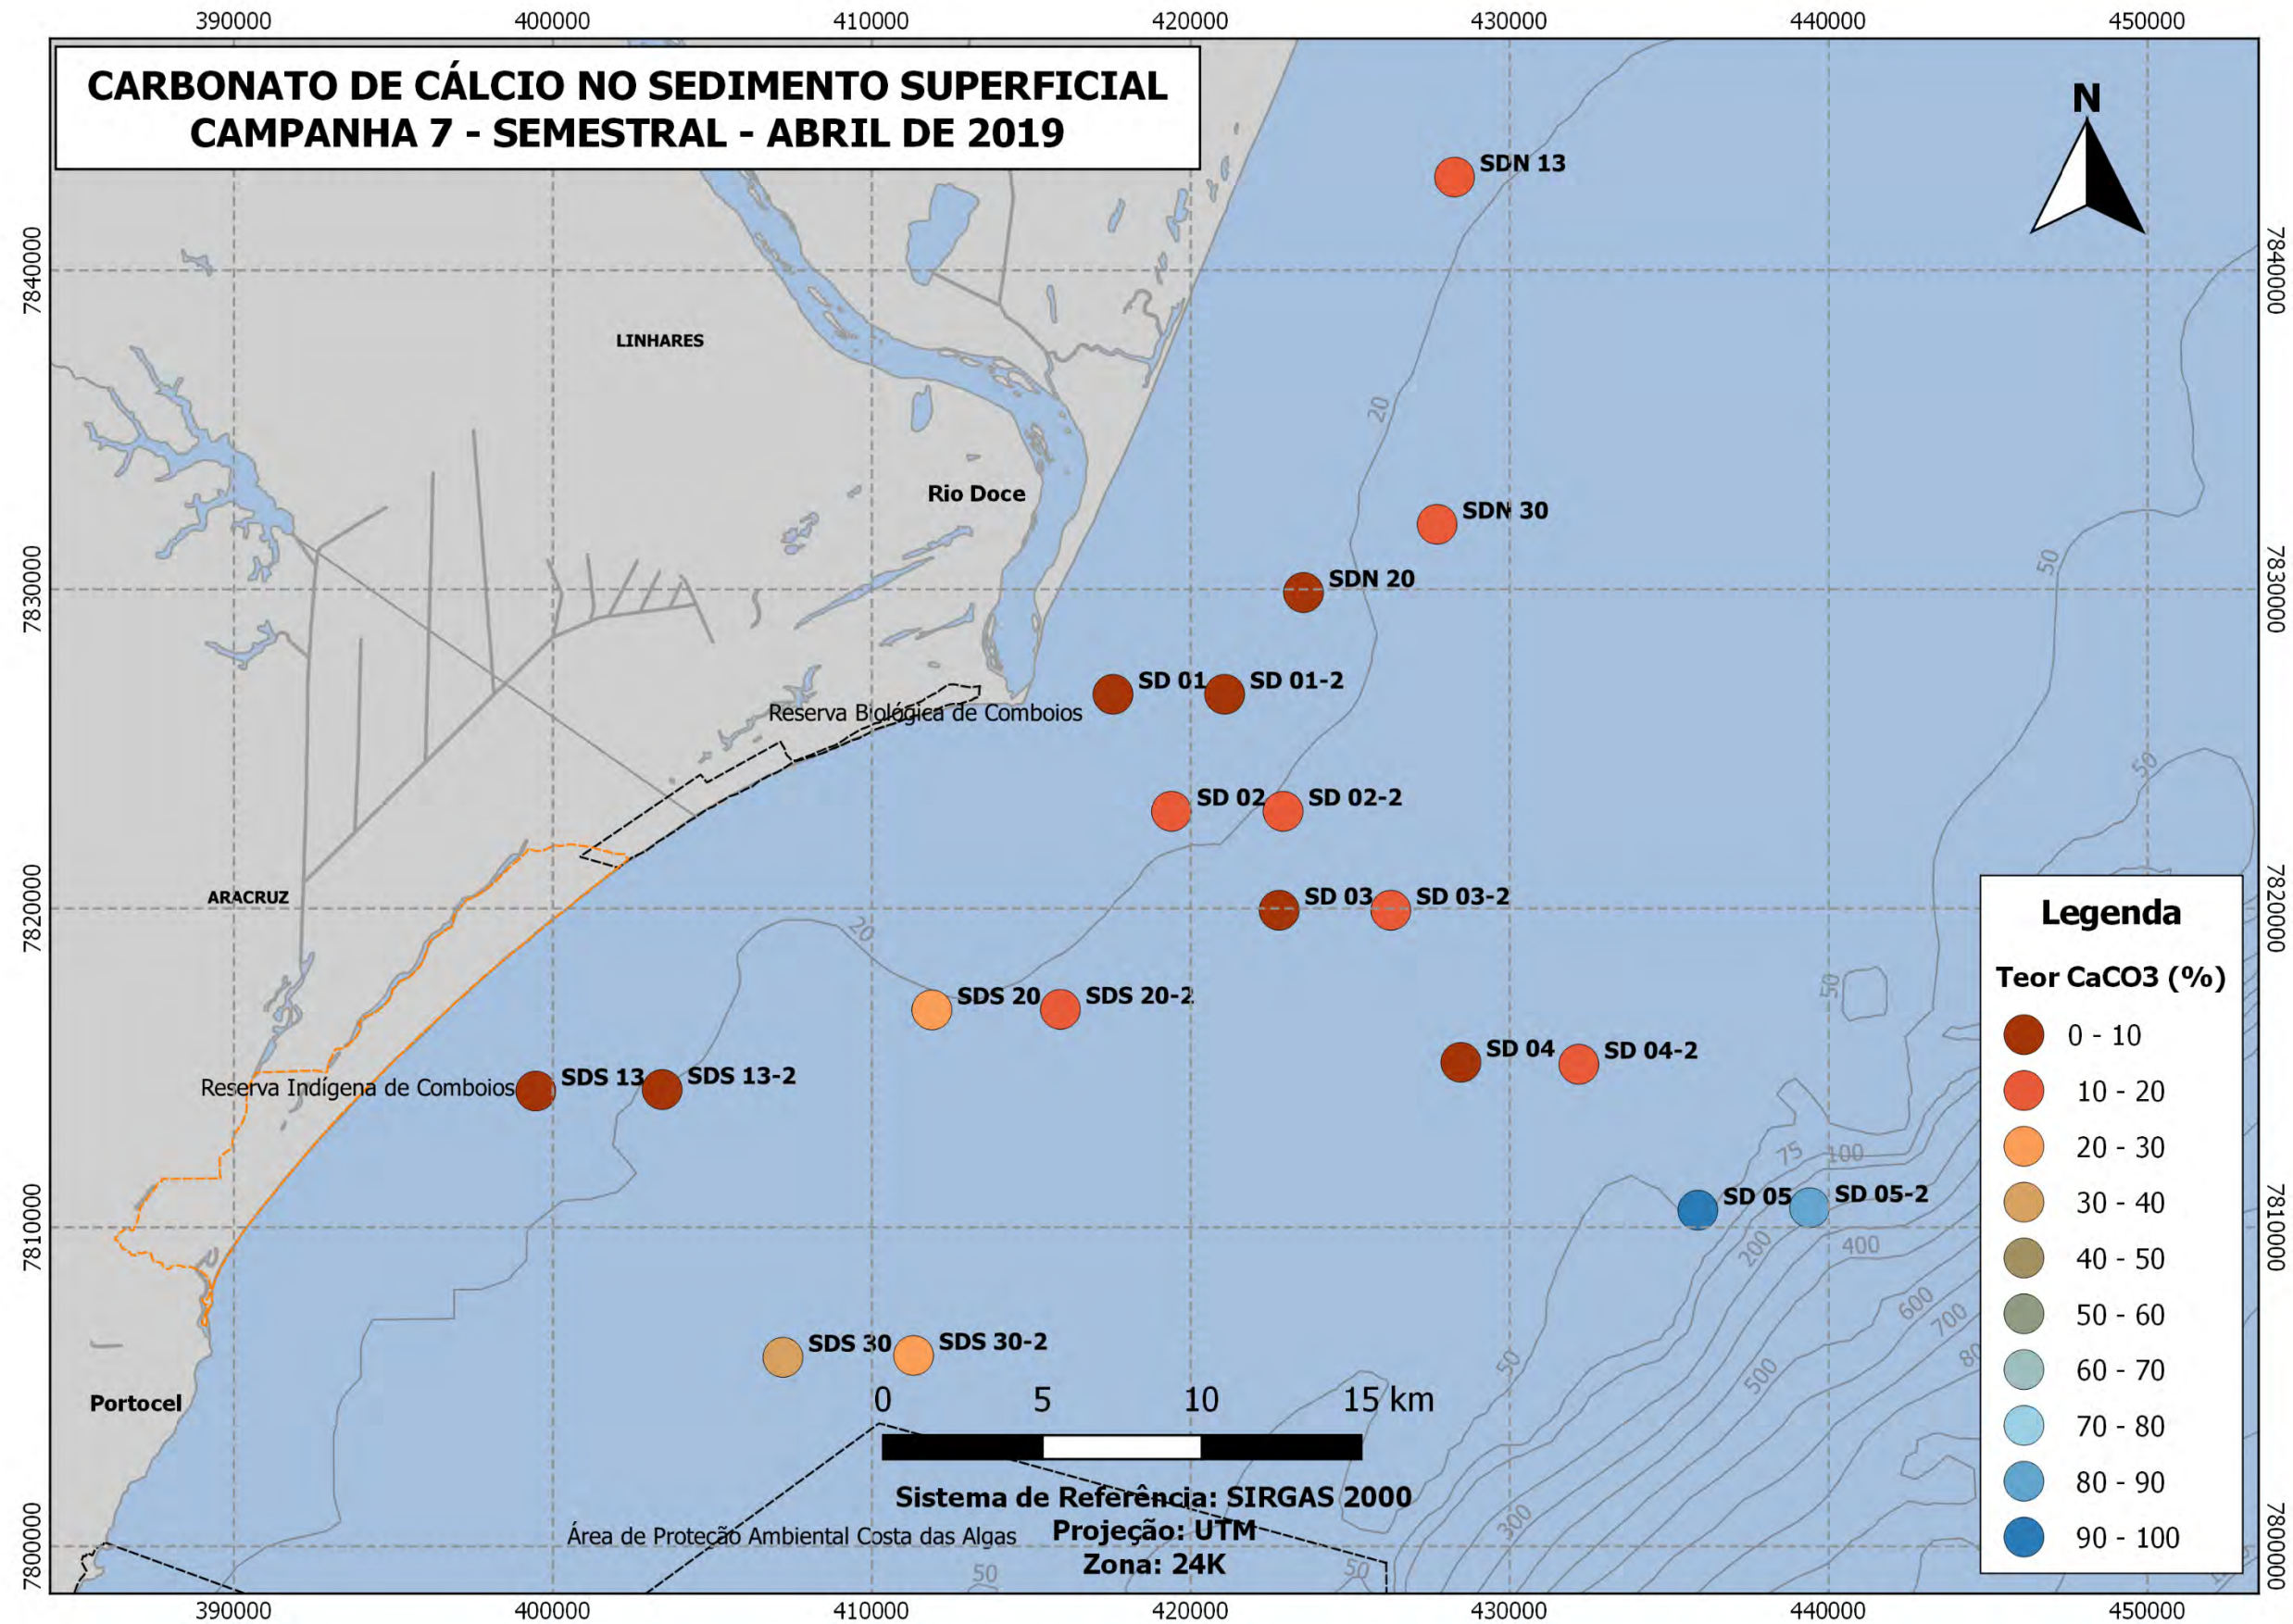 390000 400000 410000 420000 430000 440000 450000
CARBONATO DE CÁLCIO NO SEDIMENTO SUPERFICIAL
CAMPANHA 7 - SEMESTRAL - ABRIL DE 2019
N
SDN 13
7840000
7840000
LINHARES
20
Rio Doce
SDN 30
50
SDN 20
7830000
7830000
SD 01
SD 01-2
Reserva Biológica de Comboios
50
SD 02
SD 02-2
ARACRUZ
SD 03
SD 03-2
7820000
7820000
20
SDS 20
SDS 20-2
50
SD 04
SD 04-2
SDS 13
SDS 13-2
Reserva Indígena de Comboios
75
100
SD 05
SD 05-2
7810000
7810000
200
400
600
700
SDS 30
SDS 30-2
50
500
Portocel
0 5 10 15 km
Sistema de Referência: SIRGAS 2000
Projeção: UTM
Zona: 24K
300
Área de Proteção Ambiental Costa das Algas
7800000
7800000
50
50
Legenda
Teor CaCO3 (%)
0 - 10
10 - 20
20 - 30
30 - 40
40 - 50
50 - 60
60 - 70
70 - 80
80 - 90
90 - 100
390000 400000 410000 420000 430000 440000 450000